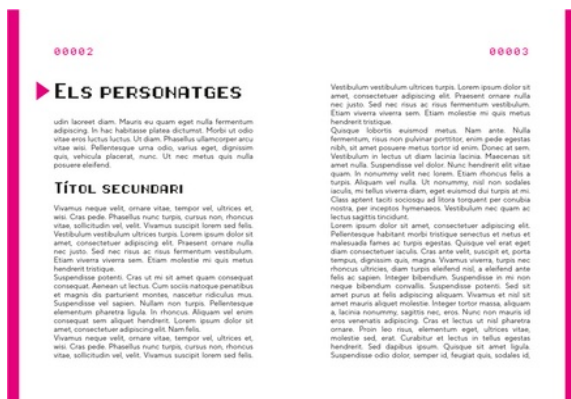 00002
ELS PERSONATGES
udin laoreet diam. Mauris eu quam eget nulla fermentum
adipiscing. In hac habitasse platea dictumst. Morbi ut odio
vitae eros luctus luctus. Ut diam. Phasellus ullamcorper arcu
vitae wisi. Pellentesque urna odio, varius eget, dignissim
quis, vehicula placerat, nunc. Ut nec metus quis nulla
posuere eleifend.
TÍTOL SECUNDARI
Vivamus neque velit, ornare vitae, tempor vel, ultrices et,
wisi. Cras pede. Phasellus nunc turpis, cursus non, rhoncus
vitae, sollicitudin vel, velit. Vivamus suscipit lorem sed felis.
Vestibulum vestibulum ultrices turpis. Lorem ipsum dolor sit
amet, consectetuer adipiscing elit. Praesent ornare nulla
nec justo. Sed nec risus ac risus fermentum vestibulum.
Etiam viverra viverra sem. Etiam molestie mi quis metus
hendrerit tristique.
Suspendisse potenti. Cras ut mi sit amet quam consequat
consequat. Aenean ut lectus. Cum sociis natoque penatibus
et magnis dis parturient montes, nascetur ridiculus mus.
Suspendisse vel sapien. Nullam non turpis. Pellentesque
elementum pharetra ligula. In rhoncus. Aliquam vel enim
consequat sem aliquet hendrerit. Lorem ipsum dolor sit
amet, consectetuer adipiscing elit. Nam felis.
Vivamus neque velit, ornare vitae, tempor vel, ultrices et,
wisi. Cras pede. Phasellus nunc turpis, cursus non, rhoncus
vitae, sollicitudin vel, velit. Vivamus suscipit lorem sed felis.
00003
Vestibulum vestibulum ultrices turpis. Lorem ipsum dolor sit
amet, consectetuer adipiscing elit. Praesent ornare nulla
nec justo. Sed nec risus ac risus fermentum vestibulum.
Etiam viverra viverra sem. Etiam molestie mi quis metus
hendrerit tristique.
Quisque lobortis euismod metus. Nam ante. Nulla
fermentum, risus non pulvinar porttitor, enim pede egestas
nibh, sit amet posuere metus tortor id enim. Donec at sem.
Vestibulum in lectus ut diam lacinia lacinia. Maecenas sit
amet nulla. Suspendisse vel dolor. Nunc hendrerit elit vitae
quam. In nonummy velit nec lorem. Etiam rhoncus felis a
turpis. Aliquam vel nulla. Ut nonummy, nisl non sodales
iaculis, mi tellus viverra diam, eget euismod dui turpis at mi.
Class aptent taciti sociosqu ad litora torquent per conubia
nostra, per inceptos hymenaeos. Vestibulum nec quam ac
lectus sagittis tincidunt.
Lorem ipsum dolor sit amet, consectetuer adipiscing elit.
Pellentesque habitant morbi tristique senectus et netus et
malesuada fames ac turpis egestas. Quisque vel erat eget
diam consectetuer iaculis. Cras ante velit, suscipit et, porta
tempus, dignissim quis, magna. Vivamus viverra, turpis nec
rhoncus ultricies, diam turpis eleifend nisl, a eleifend ante
felis ac sapien. Integer bibendum. Suspendisse in mi non
neque bibendum convallis. Suspendisse potenti. Sed sit
amet purus at felis adipiscing aliquam. Vivamus et nisl sit
amet mauris aliquet molestie. Integer tortor massa, aliquam
a, lacinia nonummy, sagittis nec, eros. Nunc non mauris id
eros venenatis adipiscing. Cras et lectus ut nisl pharetra
ornare. Proin leo risus, elementum eget, ultrices vitae,
molestie sed, erat. Curabitur et lectus in tellus egestas
hendrerit. Sed dapibus ipsum. Quisque sit amet ligula.
Suspendisse odio dolor, semper id, feugiat quis, sodales id,